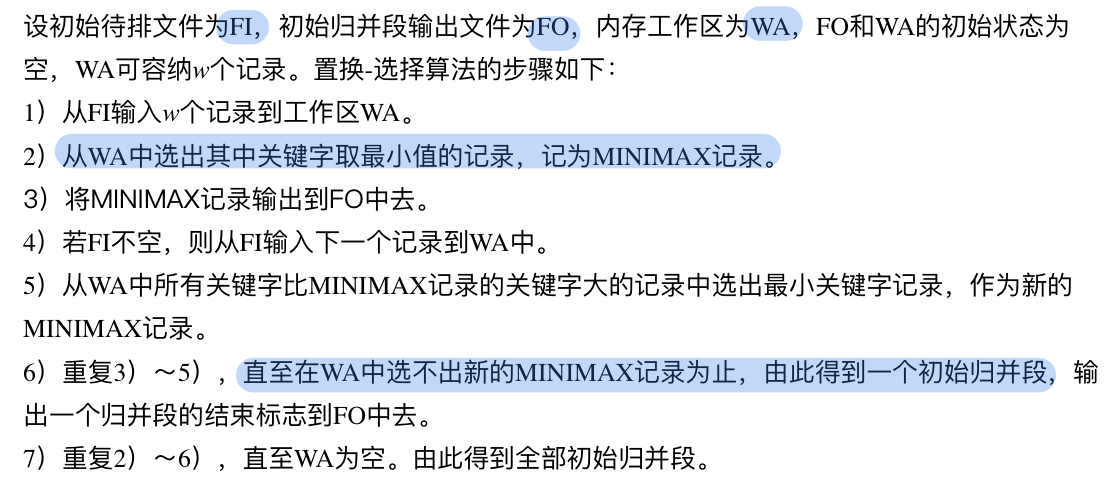 设初始待排文件为FI，初始归并段输出文件为FO，内存工作区为WA，FO和WA的初始状态为
空，WA可容纳w个记录。置换-选择算法的步骤如下：
1）从FI输入w个记录到工作区WA。
2）从WA中选出其中关键字取最小值的记录，记为MINIMAX记录。
3）将MINIMAX记录输出到FO中去。
4）若FI不空，则从FI输入下一个记录到WA中。
5）从WA中所有关键字比MINIMAX记录的关键字大的记录中选出最小关键字记录，作为新的
MINIMAX记录。
6）重复3）～5），直至在WA中选不出新的MINIMAX记录为止，由此得到一个初始归并段，输
出一个归并段的结束标志到FO中去。
7）重复2）～6），直至WA为空。由此得到全部初始归并段。